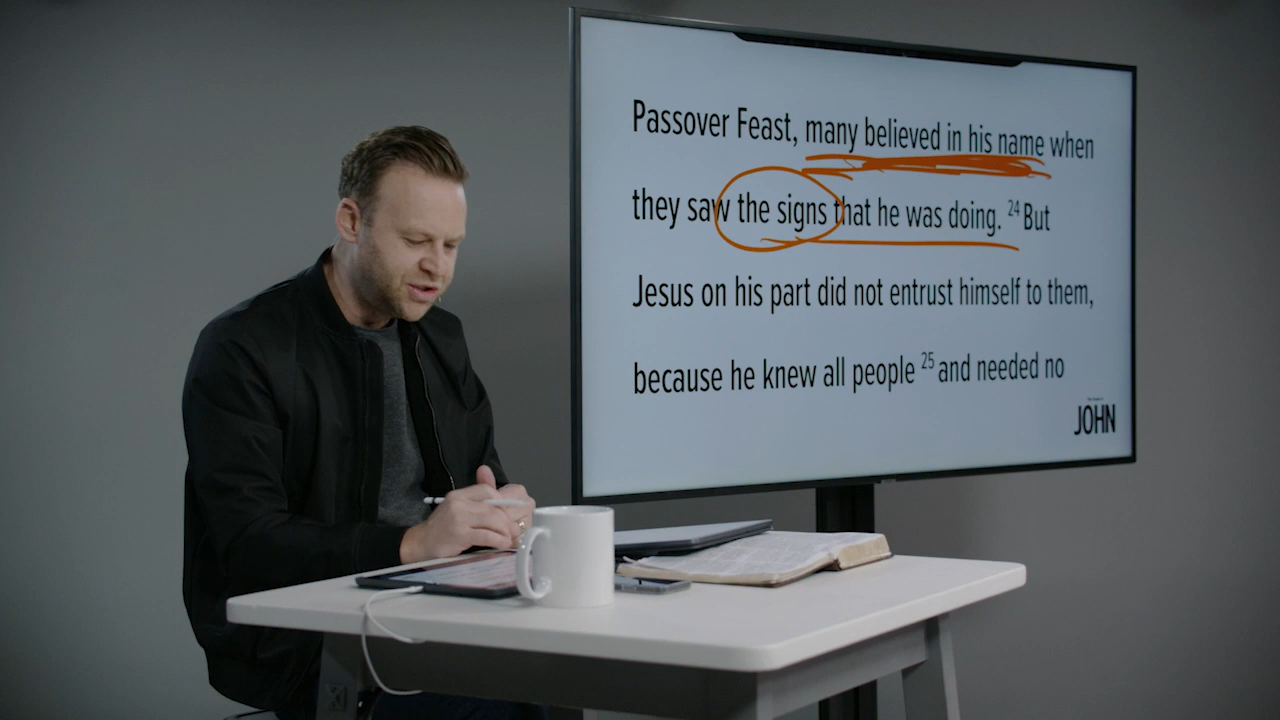 Passover Feast, many believed in his name when
they saw the signs that he was doing. 24 But
Jesus on his part did not entrust himself to them,
because he knew all people 25 and needed no
JOHN